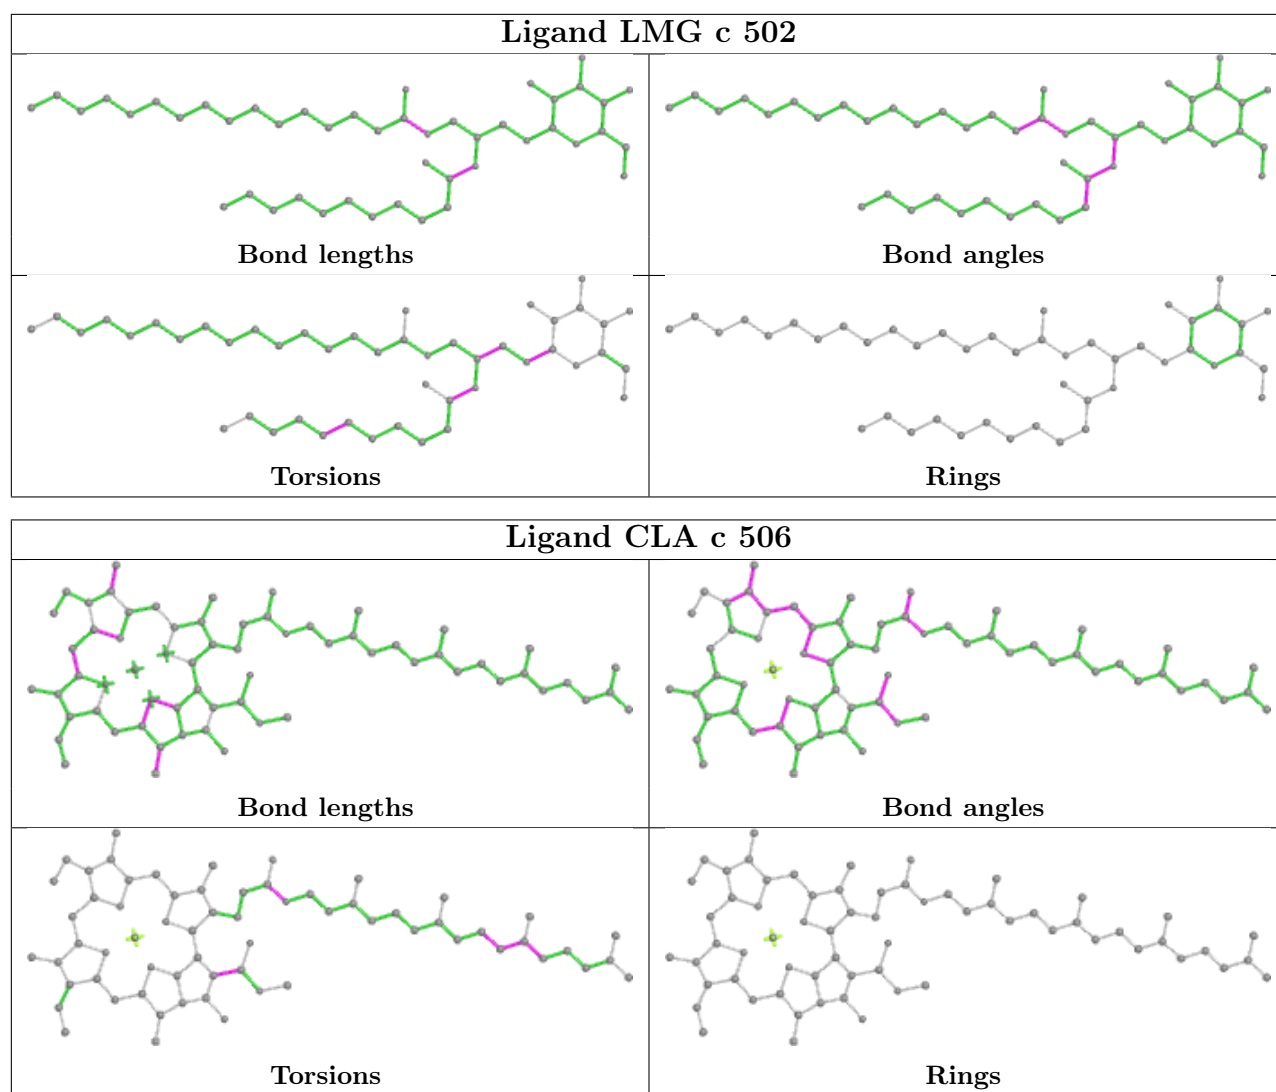 Ligand LMG c 502
Bond lengths
Bond angles
Torsions
Rings
Ligand CLA c 506
Bond lengths
Bond angles
Torsions
Rings